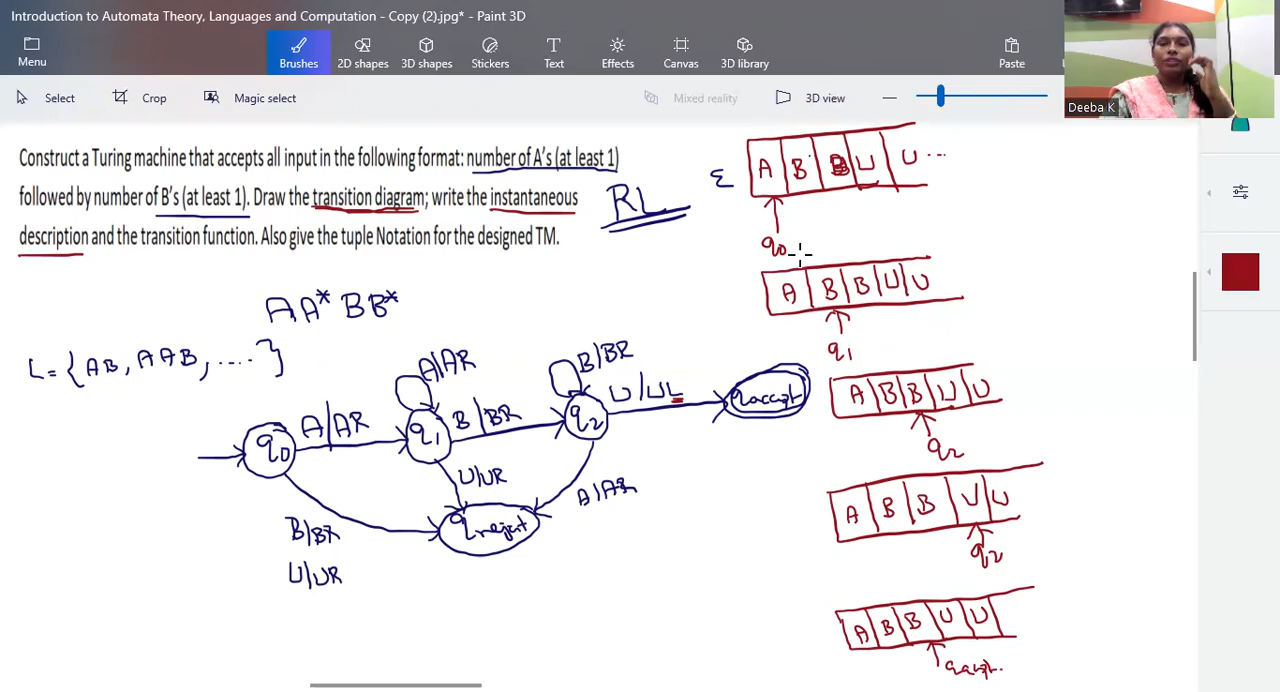 Introduction to Automata Theory, Languages and Computation - Copy (2).jpg* - Paint 3D
Menu
Brushes
2D shapes
3D shapes
Stickers
Text
Effects
Canvas
3D library
Paste
Select
Crop
Magic select
Mixed reality
3D view
Deeba K
Construct a Turing machine that accepts all input in the following format: number of A's (at least 1)
followed by number of B's (at least 1). Draw the transition diagram; write the instantaneous
description and the transition function. Also give the tuple Notation for the designed TM.
RL
AA* BB*
L = {AB, AAB, ....}
q0
A/AR
q1
A/AR
B/BR
q2
B/BR
U/UL
qaccept
U/UR
A/AR
qreject
B/BR
U/UR
Σ
A B B U U ...
q0
A B B U U
q1
A B B U U
q2
A B B U U
q2
A B B U U